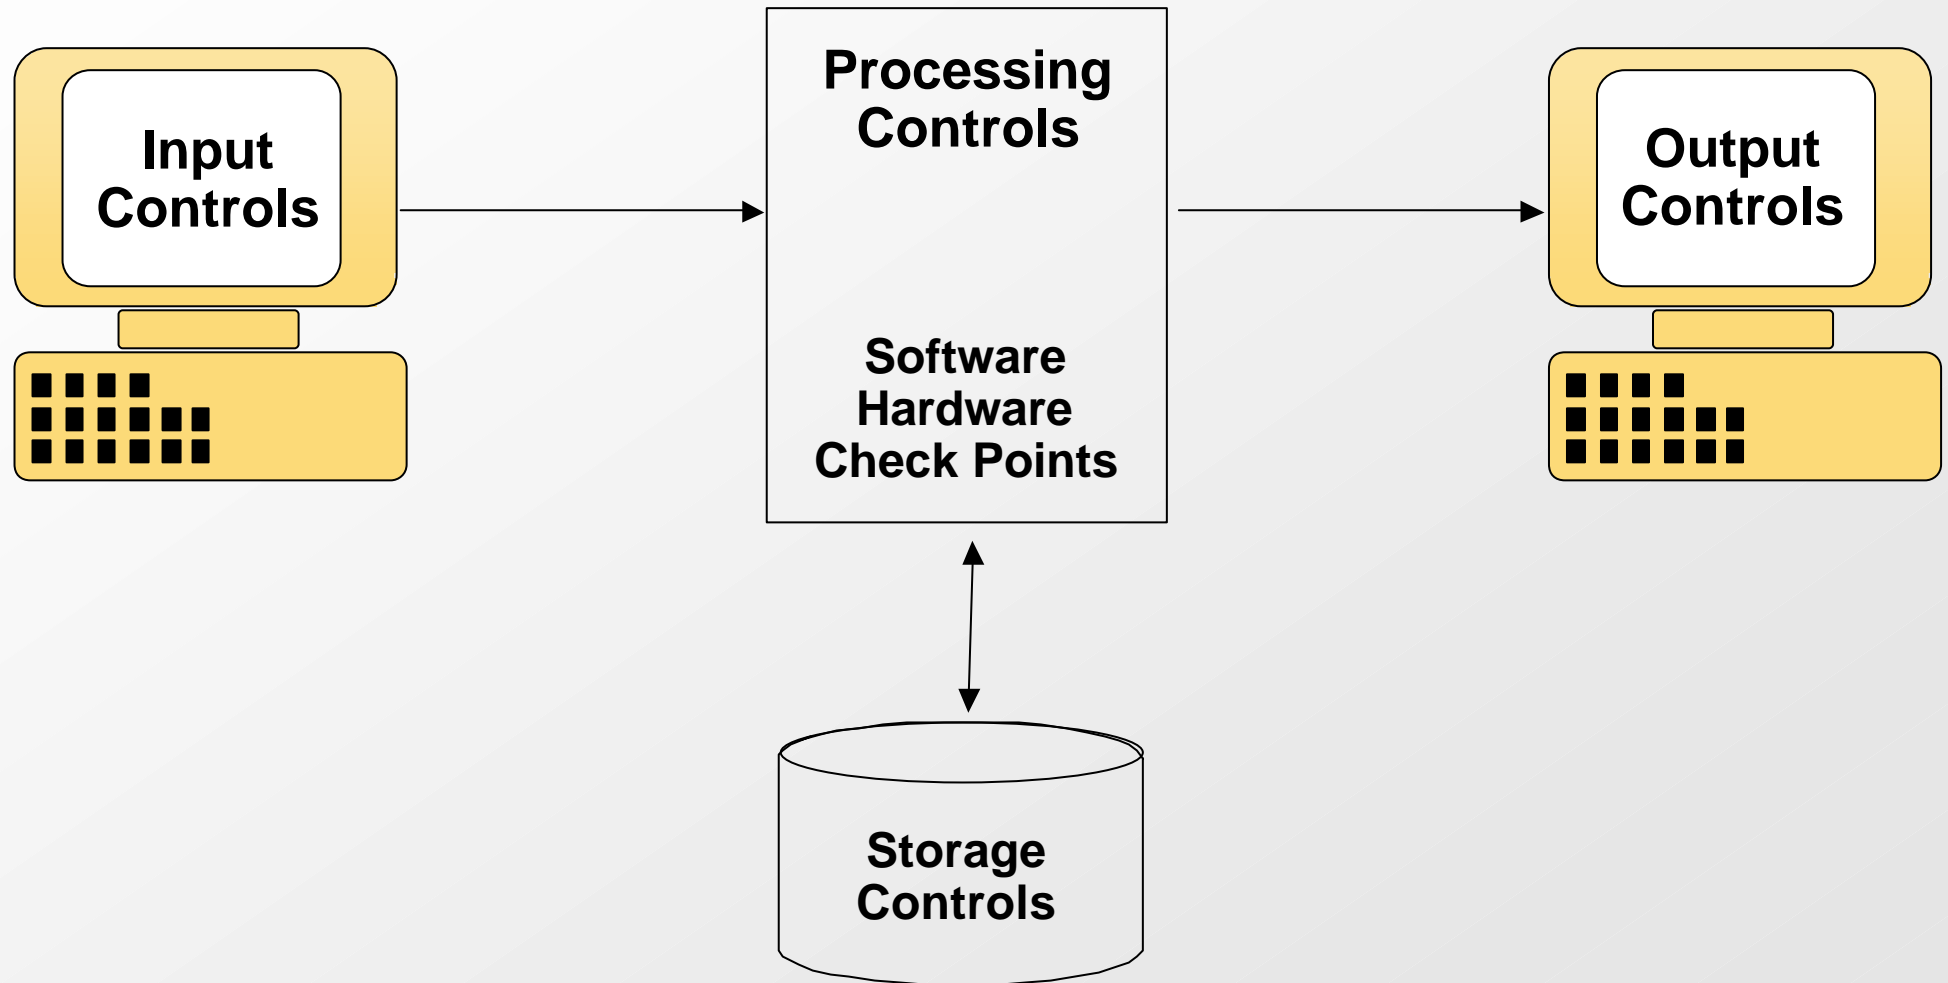 Input
Controls
Processing
Controls
Software
Hardware
Check Points
Output
Controls
Storage
Controls